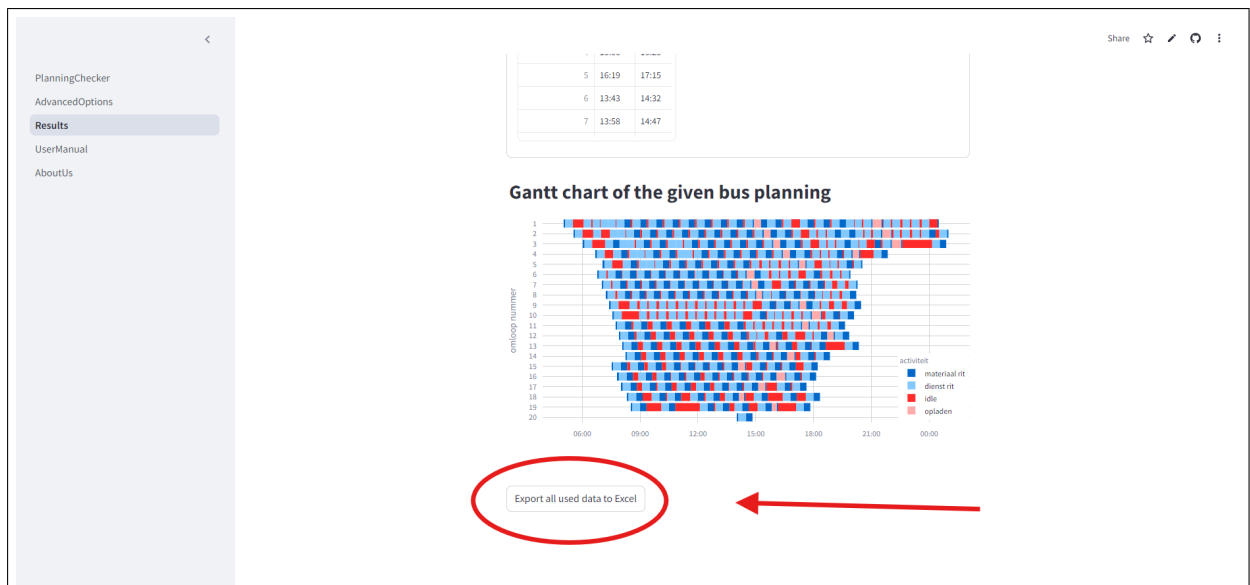 Share
PlanningChecker
AdvancedOptions
Results
UserManual
AboutUs
5 16:19 17:15
6 13:43 14:32
7 13:58 14:47
Gantt chart of the given bus planning
omloop nummer
1
2
3
4
5
6
7
8
9
10
11
12
13
14
15
16
17
18
19
20
activiteit
materiaal rit
dienst rit
idle
opladen
06:00 09:00 12:00 15:00 18:00 21:00 00:00
Export all used data to Excel